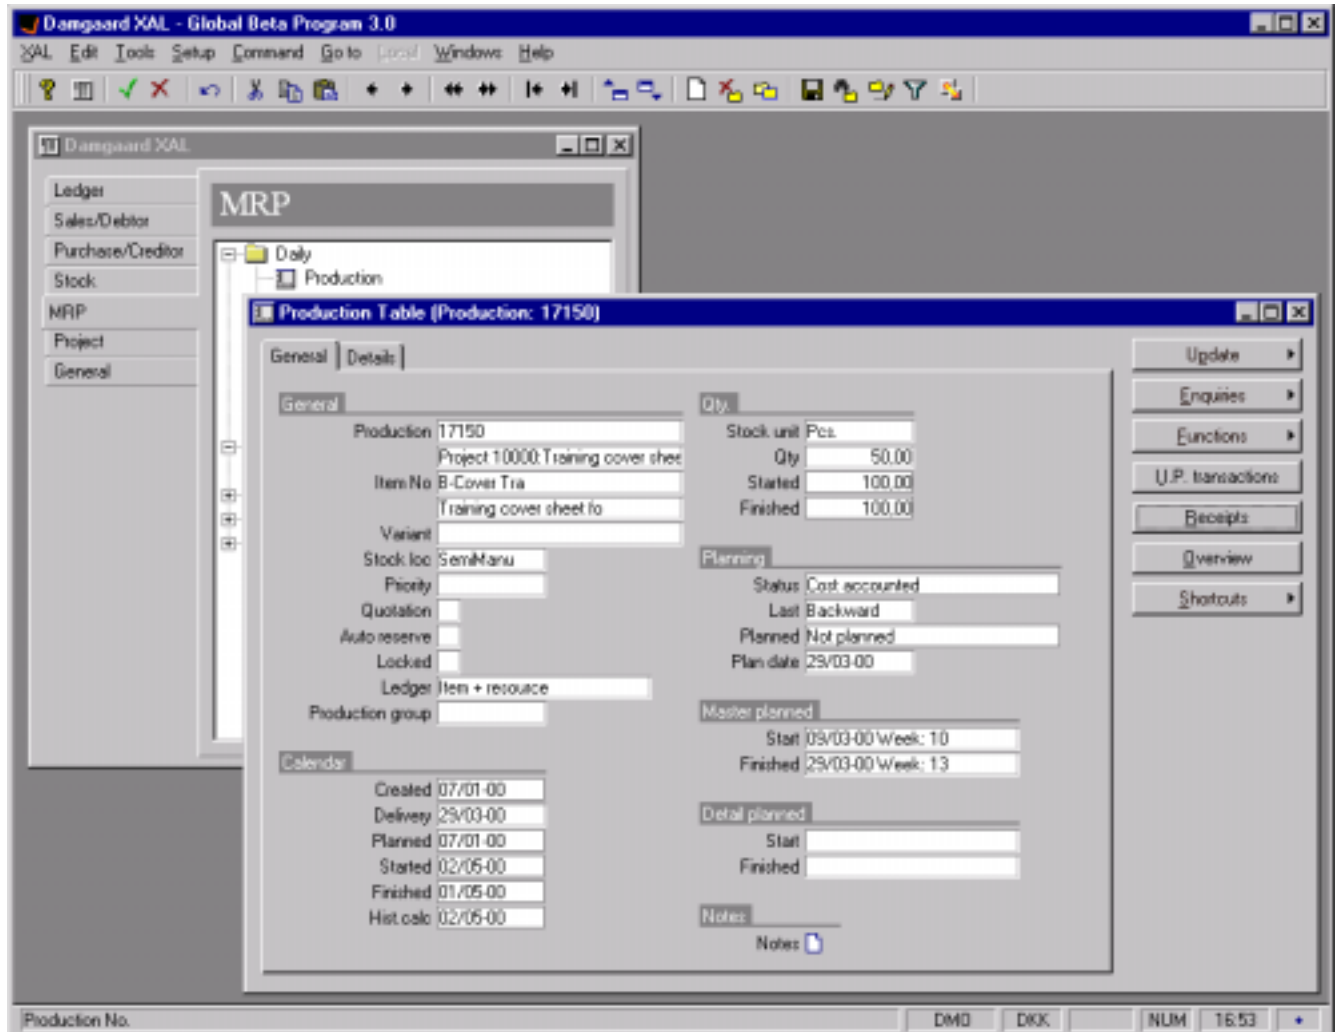 Damgaard XAL - Global Beta Program 3.0
XAL Edit Tools Setup Command Go to Local Windows Help
Damgaard XAL
Ledger
Sales/Debtor
Purchase/Creditor
Stock
MRP
Project
General
MRP
Daily
Production
Production Table (Production: 17150)
General Details
General
Production 17150
Project 10000:Training cover shee
Item No B-Cover Tra
Training cover sheet fo
Variant
Stock loc SemiManu
Priority
Quotation
Auto reserve
Locked
Ledger Item + resource
Production group
Calendar
Created 07/01-00
Delivery 29/03-00
Planned 07/01-00
Started 02/05-00
Finished 01/05-00
Hist.calc 02/05-00
Qty.
Stock unit Pcs.
Qty 50,00
Started 100,00
Finished 100,00
Planning
Status Cost accounted
Last Backward
Planned Not planned
Plan date 29/03-00
Master planned
Start 09/03-00 Week: 10
Finished 29/03-00 Week: 13
Detail planned
Start
Finished
Notes
Notes
Update
Enquiries
Functions
U.P. transactions
Receipts
Overview
Shortcuts
Production No. DMO DKK NUM 16:53